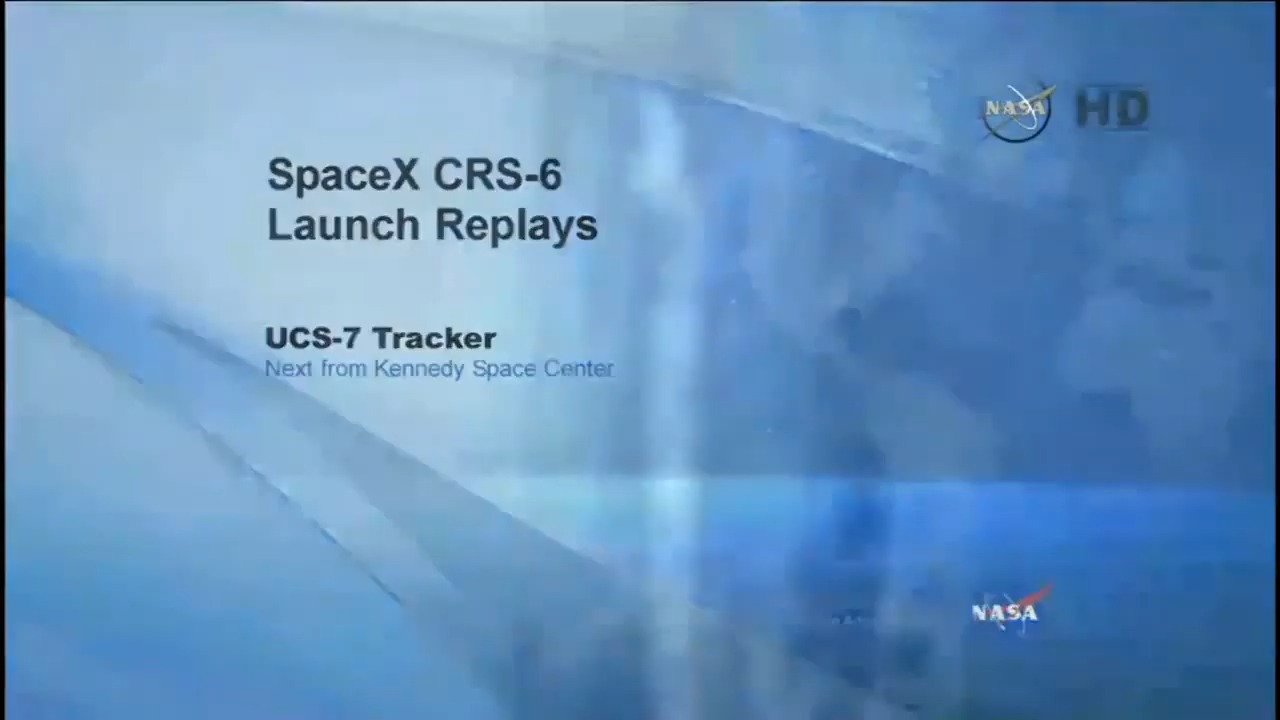 NASA HD
SpaceX CRS-6
Launch Replays
UCS-7 Tracker
Next from Kennedy Space Center
NASA